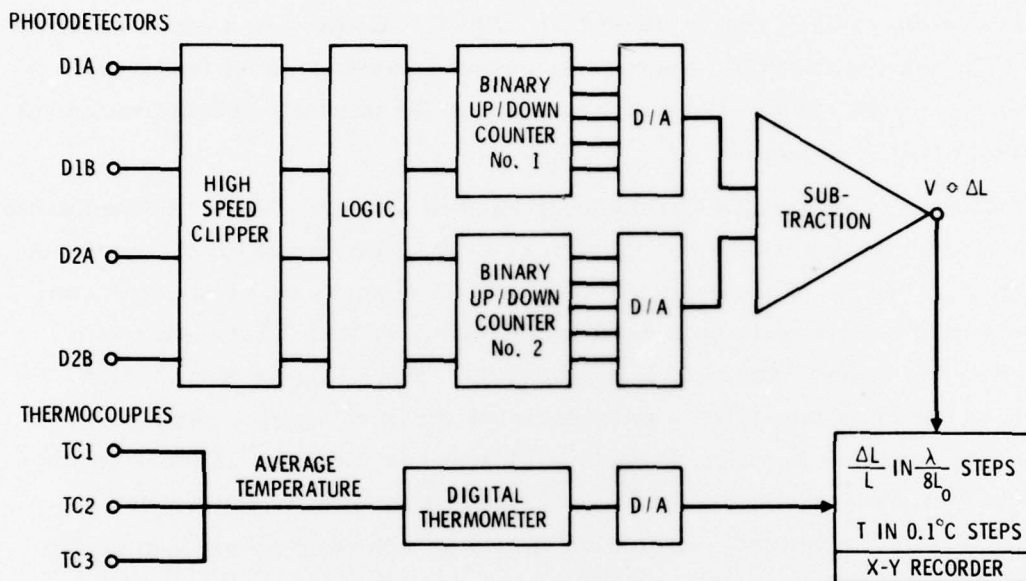 PHOTODETECTORS
D1A
D1B
D2A
D2B
HIGH
SPEED
CLIPPER
LOGIC
BINARY
UP/DOWN
COUNTER
No. 1
BINARY
UP/DOWN
COUNTER
No. 2
D/A
D/A
SUB-
TRACTION
V ∝ ΔL
THERMOCOUPLES
TC1
TC2
TC3
AVERAGE
TEMPERATURE
DIGITAL
THERMOMETER
D/A
ΔL/L IN λ/8L₀ STEPS
T IN 0.1°C STEPS
X-Y RECORDER